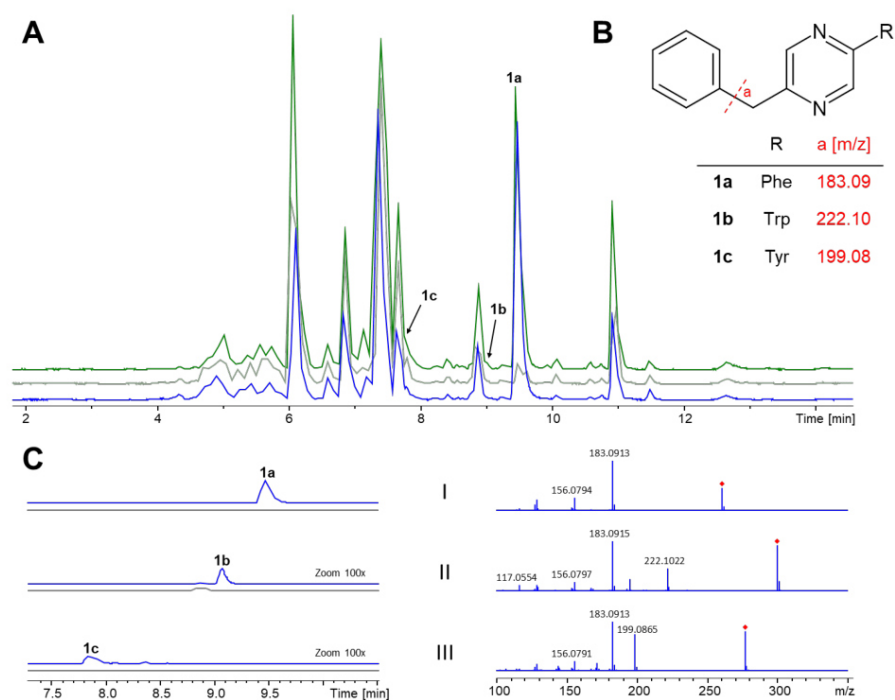 A
1a
1c
1b
2 4 6 8 10 12 Time [min]
B
N
R
N
a
R a [m/z]
1a Phe 183.09
1b Trp 222.10
1c Tyr 199.08
C
1a
1b
Zoom 100x
1c
Zoom 100x
7.5 8.0 8.5 9.0 9.5 Time [min]
I
183.0913
156.0794
II
183.0915
222.1022
117.0554 156.0797
III
183.0913
199.0865
156.0791
100 150 200 250 300 m/z